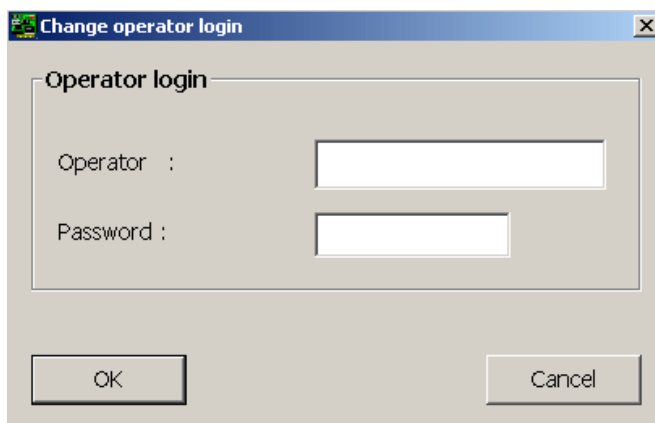 Change operator login
Operator login
Operator :
Password :
OK
Cancel